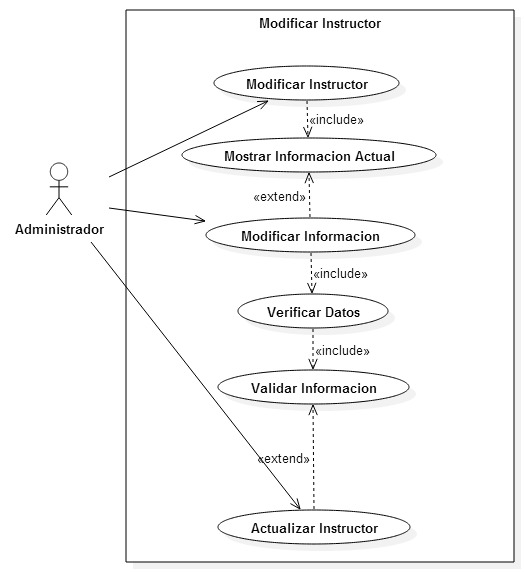 Modificar Instructor
Modificar Instructor
«include»
Mostrar Informacion Actual
«extend»
Administrador
Modificar Informacion
«include»
Verificar Datos
«include»
Validar Informacion
«extend»
Actualizar Instructor